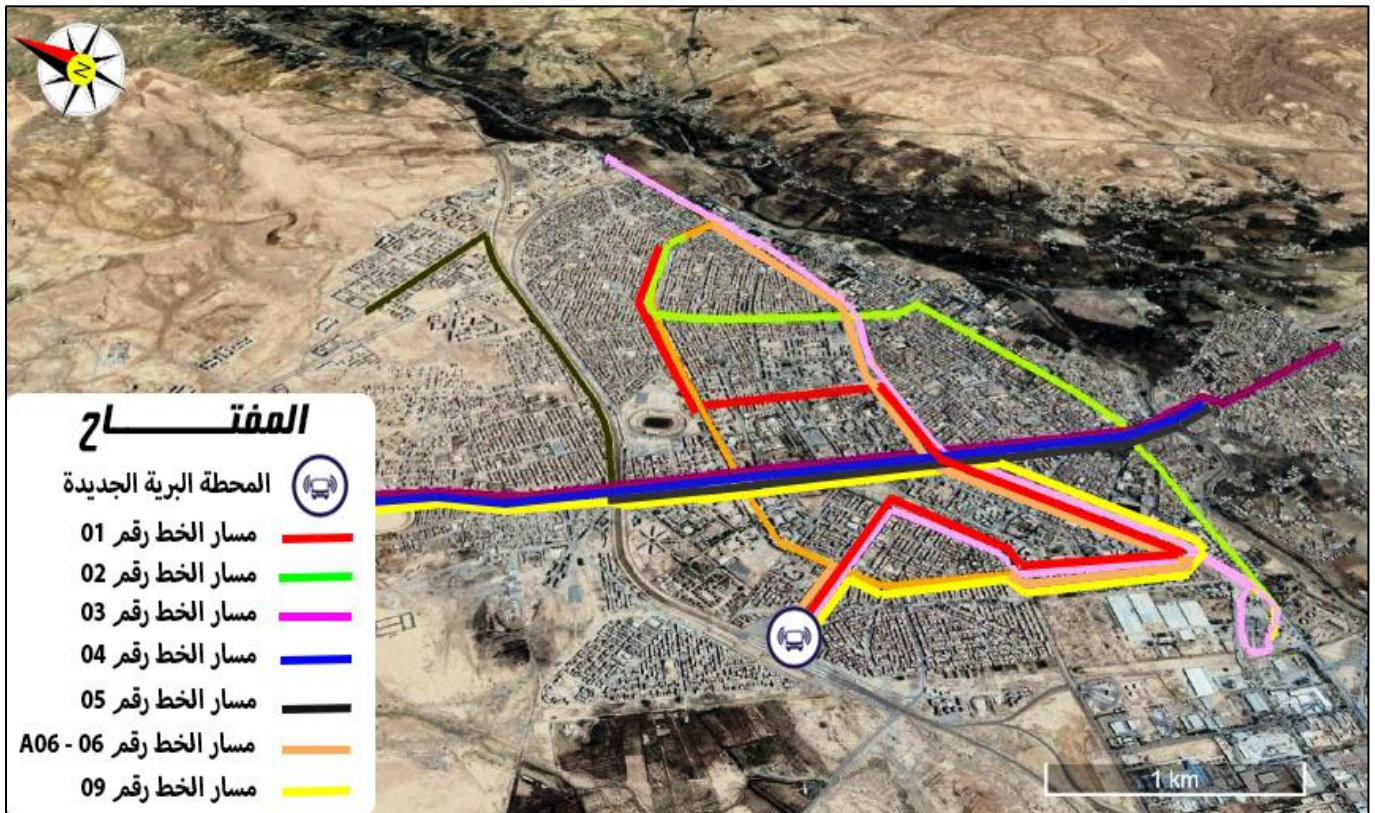 N
المفتــــــاح
المحطة البرية الجديدة
مسار الخط رقم 01
مسار الخط رقم 02
مسار الخط رقم 03
مسار الخط رقم 04
مسار الخط رقم 05
مسار الخط رقم 06 - A06
مسار الخط رقم 09
1 km